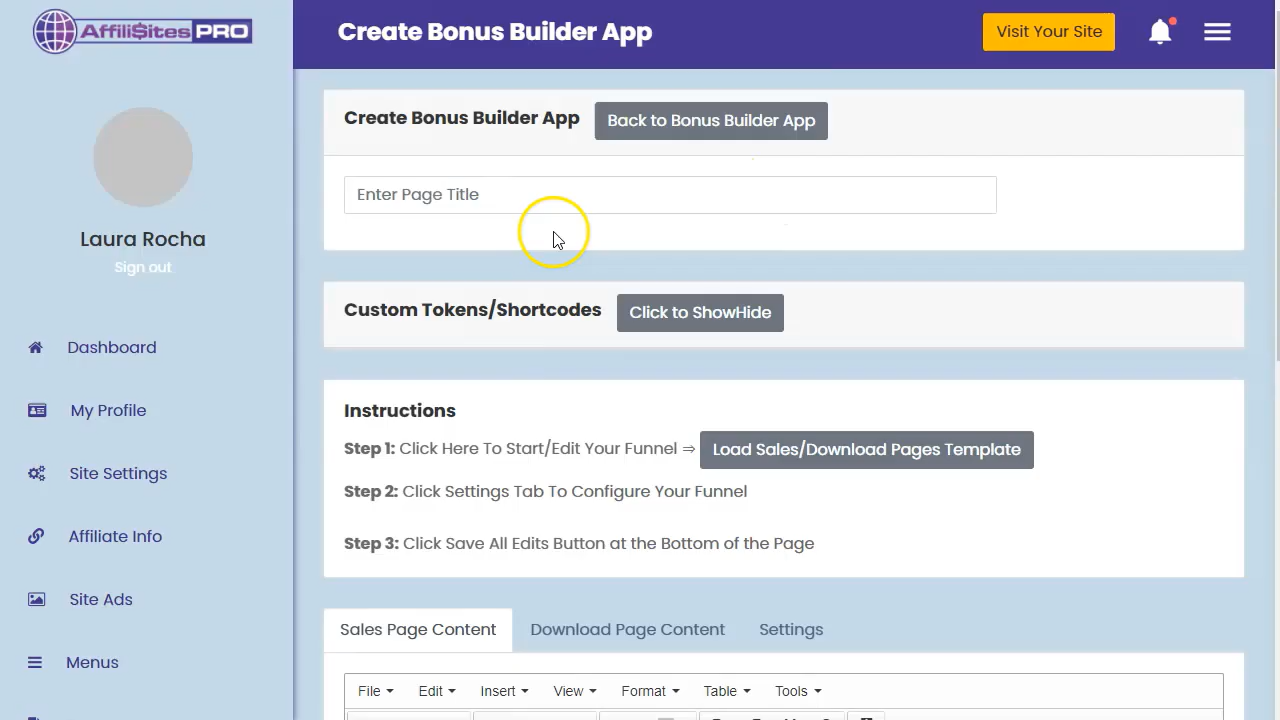 Affili$ites PRO
Create Bonus Builder App
Visit Your Site
Laura Rocha
Sign out
Dashboard
My Profile
Site Settings
Affiliate Info
Site Ads
Menus
Create Bonus Builder App
Back to Bonus Builder App
Enter Page Title
Custom Tokens/Shortcodes
Click to ShowHide
Instructions
Step 1: Click Here To Start/Edit Your Funnel ⇒ Load Sales/Download Pages Template
Step 2: Click Settings Tab To Configure Your Funnel
Step 3: Click Save All Edits Button at the Bottom of the Page
Sales Page Content
Download Page Content
Settings
File Edit Insert View Format Table Tools